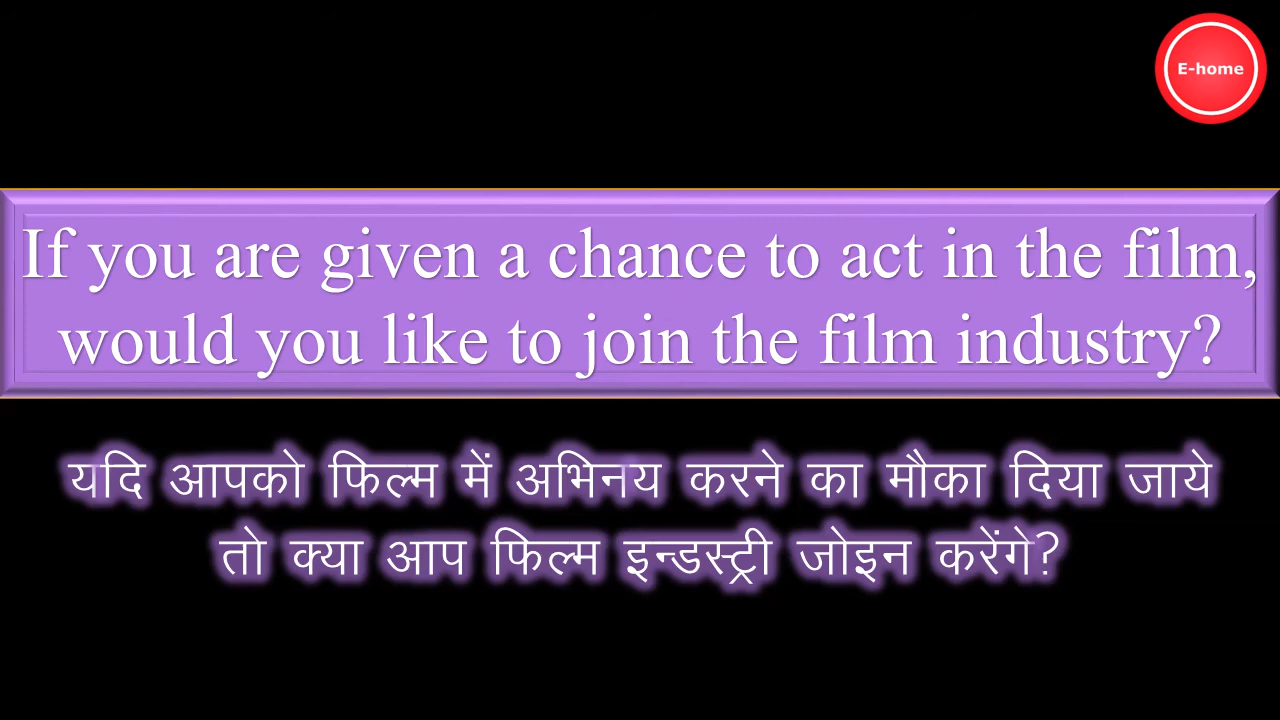 E-home
If you are given a chance to act in the film,
would you like to join the film industry?
यदि आपको फिल्म में अभिनय करने का मौका दिया जाये
तो क्या आप फिल्म इन्डस्ट्री जोइन करेंगे?